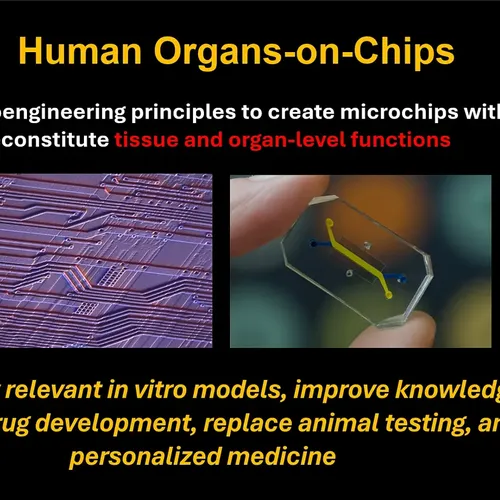 Human Organs-on-Chips
engineering principles to create microchips with
constitute tissue and organ-level functions
relevant in vitro models, improve knowledg
rug development, replace animal testing, an
personalized medicine